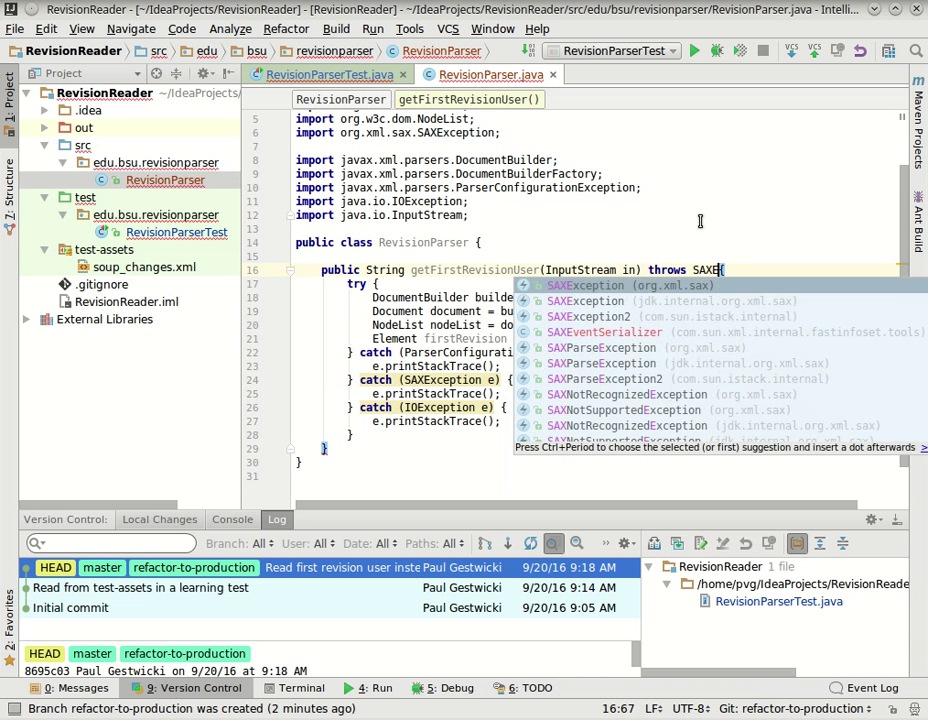 RevisionReader - [~/IdeaProjects/RevisionReader] - [RevisionReader] - ~/IdeaProjects/RevisionReader/src/edu/bsu/revisionparser/RevisionParser.java - Intelli...
File Edit View Navigate Code Analyze Refactor Build Run Tools VCS Window Help
RevisionReader src edu bsu revisionparser RevisionParser RevisionParserTest VCS VCS
Project RevisionParserTest.java RevisionParser.java
RevisionParser getFirstRevisionUser()
RevisionReader ~/IdeaProjects/
.idea
out
src
edu.bsu.revisionparser
RevisionParser
test
edu.bsu.revisionparser
RevisionParserTest
test-assets
soup_changes.xml
.gitignore
RevisionReader.iml
External Libraries
1: Project
7: Structure
2: Favorites
Maven Projects
Ant Build
5 import org.w3c.dom.NodeList;
6 import org.xml.sax.SAXException;
7
8 import javax.xml.parsers.DocumentBuilder;
9 import javax.xml.parsers.DocumentBuilderFactory;
10 import javax.xml.parsers.ParserConfigurationException;
11 import java.io.IOException;
12 import java.io.InputStream;
13
14 public class RevisionParser {
15
16 public String getFirstRevisionUser(InputStream in) throws SAXE{
17 try {
18 DocumentBuilder builde
19 Document document = bu
20 NodeList nodeList = do
21 Element firstRevision
22 } catch (ParserConfigurati
23 e.printStackTrace();
24 } catch (SAXException e) {
25 e.printStackTrace();
26 } catch (IOException e) {
27 e.printStackTrace();
28 }
29 }
30 }
31
SAXException (org.xml.sax)
SAXException (jdk.internal.org.xml.sax)
SAXException2 (com.sun.istack.internal)
SAXEventSerializer (com.sun.xml.internal.fastinfoset.tools)
SAXParseException (org.xml.sax)
SAXParseException (jdk.internal.org.xml.sax)
SAXParseException2 (com.sun.istack.internal)
SAXNotRecognizedException (org.xml.sax)
SAXNotSupportedException (org.xml.sax)
SAXNotRecognizedException (jdk.internal.org.xml.sax)
SAXNotSupportedException (jdk.internal.org.xml.sax)
Press Ctrl+Period to choose the selected (or first) suggestion and insert a dot afterwards >
Version Control: Local Changes Console Log
Branch: All User: All Date: All Paths: All
HEAD master refactor-to-production Read first revision user inste Paul Gestwicki 9/20/16 9:18 AM
Read from test-assets in a learning test Paul Gestwicki 9/20/16 9:14 AM
Initial commit Paul Gestwicki 9/20/16 9:05 AM
HEAD master refactor-to-production
8695c03 Paul Gestwicki on 9/20/16 at 9:18 AM
RevisionReader 1 file
/home/pvg/IdeaProjects/RevisionReade
RevisionParserTest.java
0: Messages 9: Version Control Terminal 4: Run 5: Debug 6: TODO Event Log
Branch refactor-to-production was created (2 minutes ago) 16:67 LF UTF-8 Git: refactor-to-production